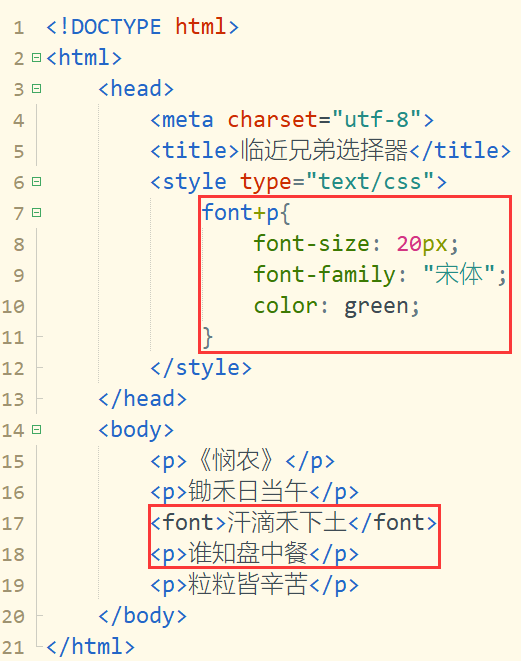 1 <!DOCTYPE html>
2 <html>
3 <head>
4 <meta charset="utf-8">
5 <title>临近兄弟选择器</title>
6 <style type="text/css">
7 font+p{
8 font-size: 20px;
9 font-family: "宋体";
10 color: green;
11 }
12 </style>
13 </head>
14 <body>
15 <p>《悯农》</p>
16 <p>锄禾日当午</p>
17 <font>汗滴禾下土</font>
18 <p>谁知盘中餐</p>
19 <p>粒粒皆辛苦</p>
20 </body>
21 </html>